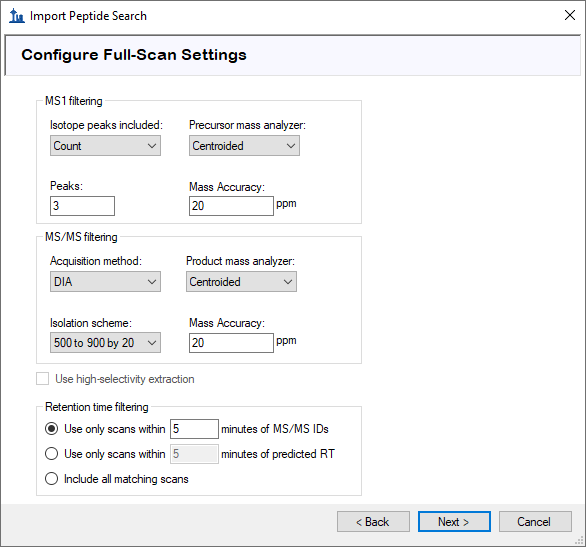 Import Peptide Search
Configure Full-Scan Settings
MS1 filtering
Isotope peaks included: Precursor mass analyzer:
Count Centroided
Peaks: Mass Accuracy:
3 20 ppm
MS/MS filtering
Acquisition method: Product mass analyzer:
DIA Centroided
Isolation scheme: Mass Accuracy:
500 to 900 by 20 20 ppm
Use high-selectivity extraction
Retention time filtering
Use only scans within 5 minutes of MS/MS IDs
Use only scans within 5 minutes of predicted RT
Include all matching scans
< Back Next > Cancel